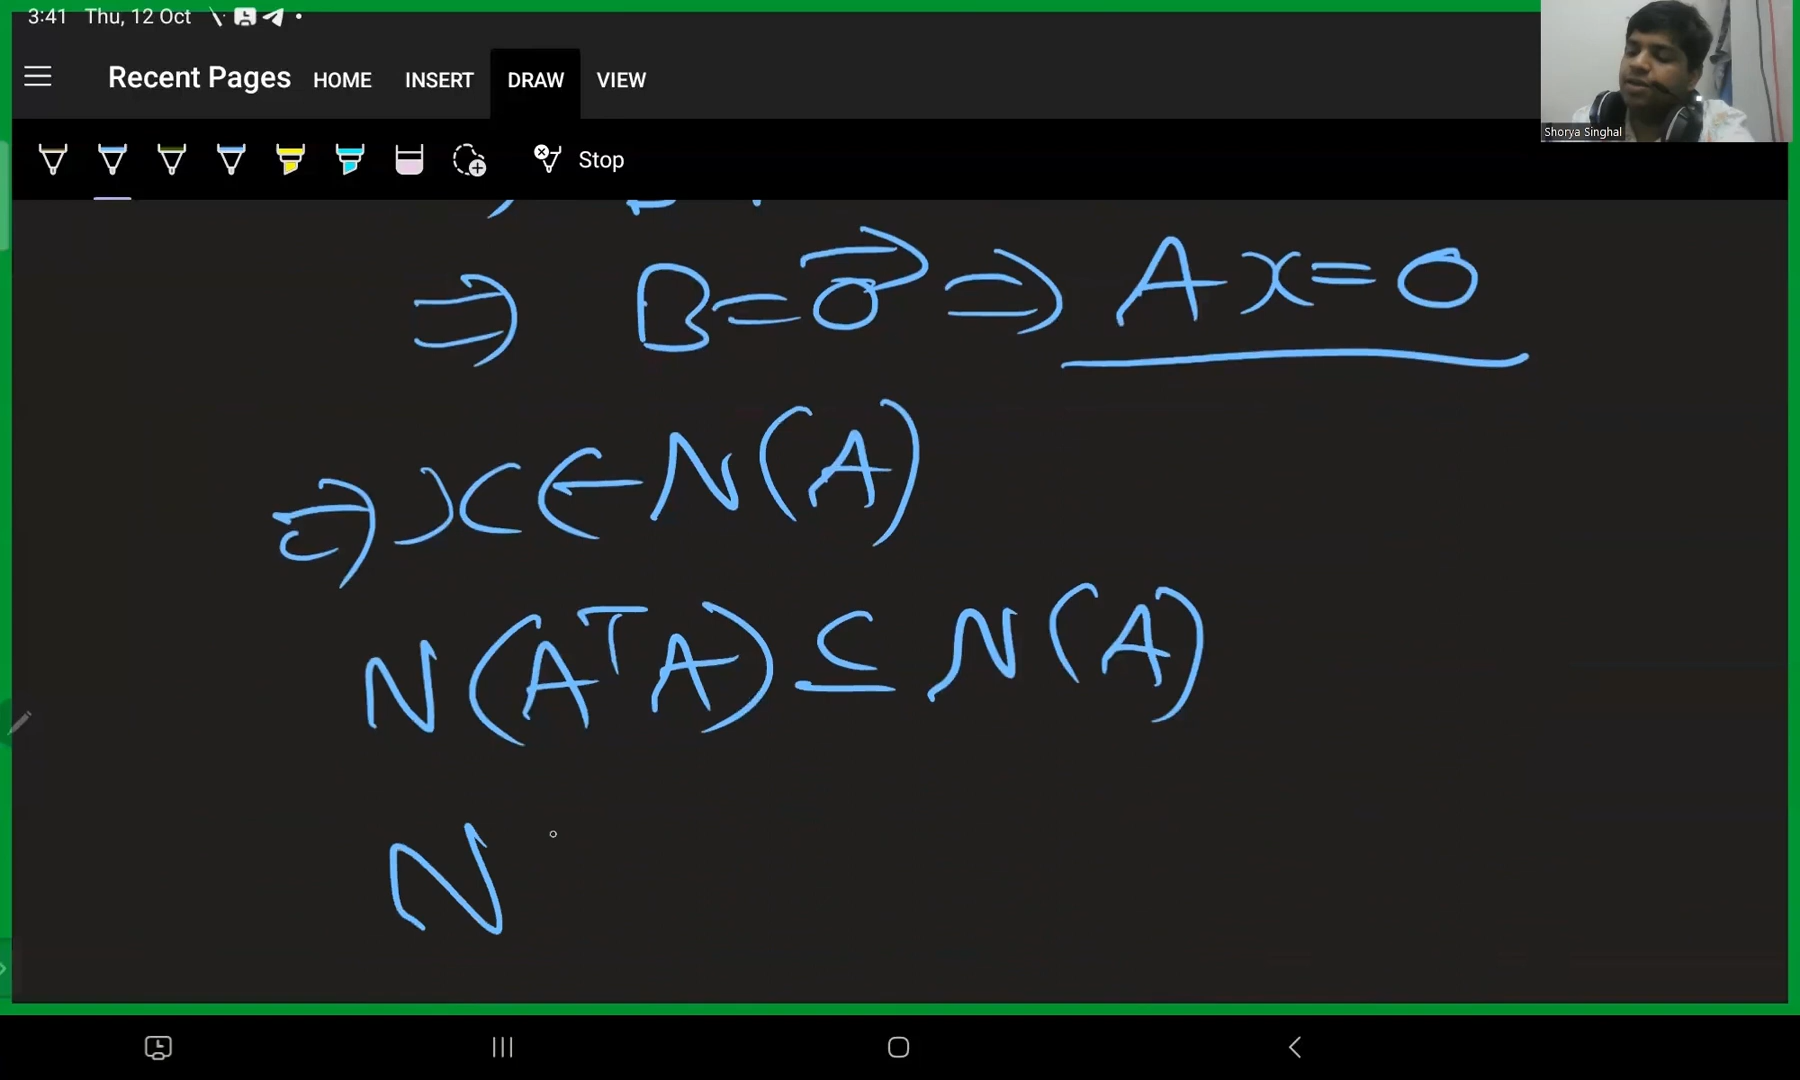 3:41 Thu, 12 Oct
Recent Pages HOME INSERT DRAW VIEW
Shorya Singhal
Stop
⇒ B = 0⃗ ⇒ Ax = 0
⇒ x ∈ N(A)
N(AᵀA) ⊆ N(A)
N